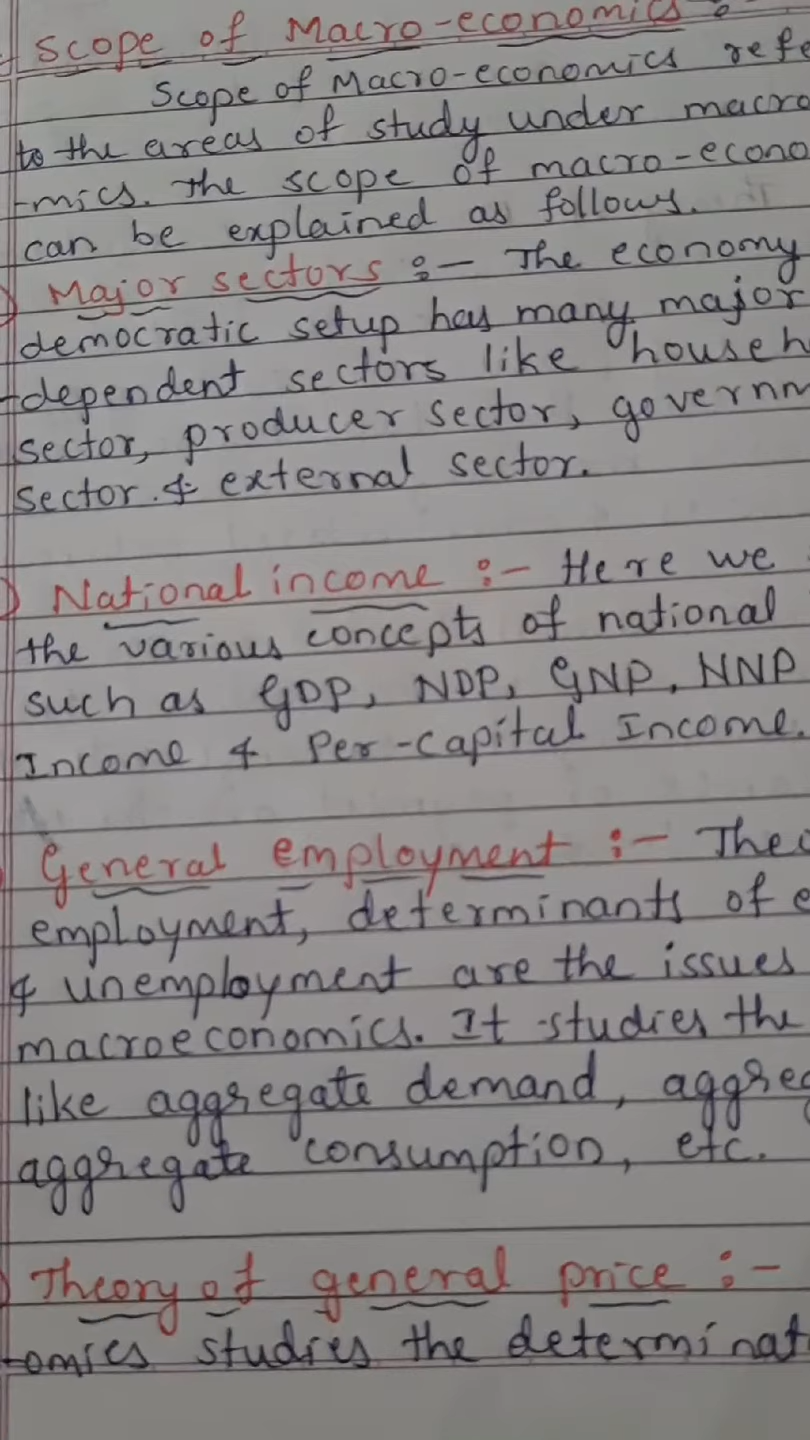 Scope of Macro-economics :
Scope of Macro-economics refe
to the areas of study under macro
-mics. The scope of macro-econo
can be explained as follows.
) Major sectors :- The economy
democratic setup has many major
-dependent sectors like househ
sector, producer sector, governm
sector & external sector.
) National income :- Here we
the various concepts of national
such as GDP, NDP, GNP, NNP
Income & Per-capital Income.
General employment :- The
employment, determinants of e
& unemployment are the issues
macroeconomics. It studies the
like aggregate demand, aggreg
aggregate consumption, etc.
) Theory of general price :-
-omics studies the determinat